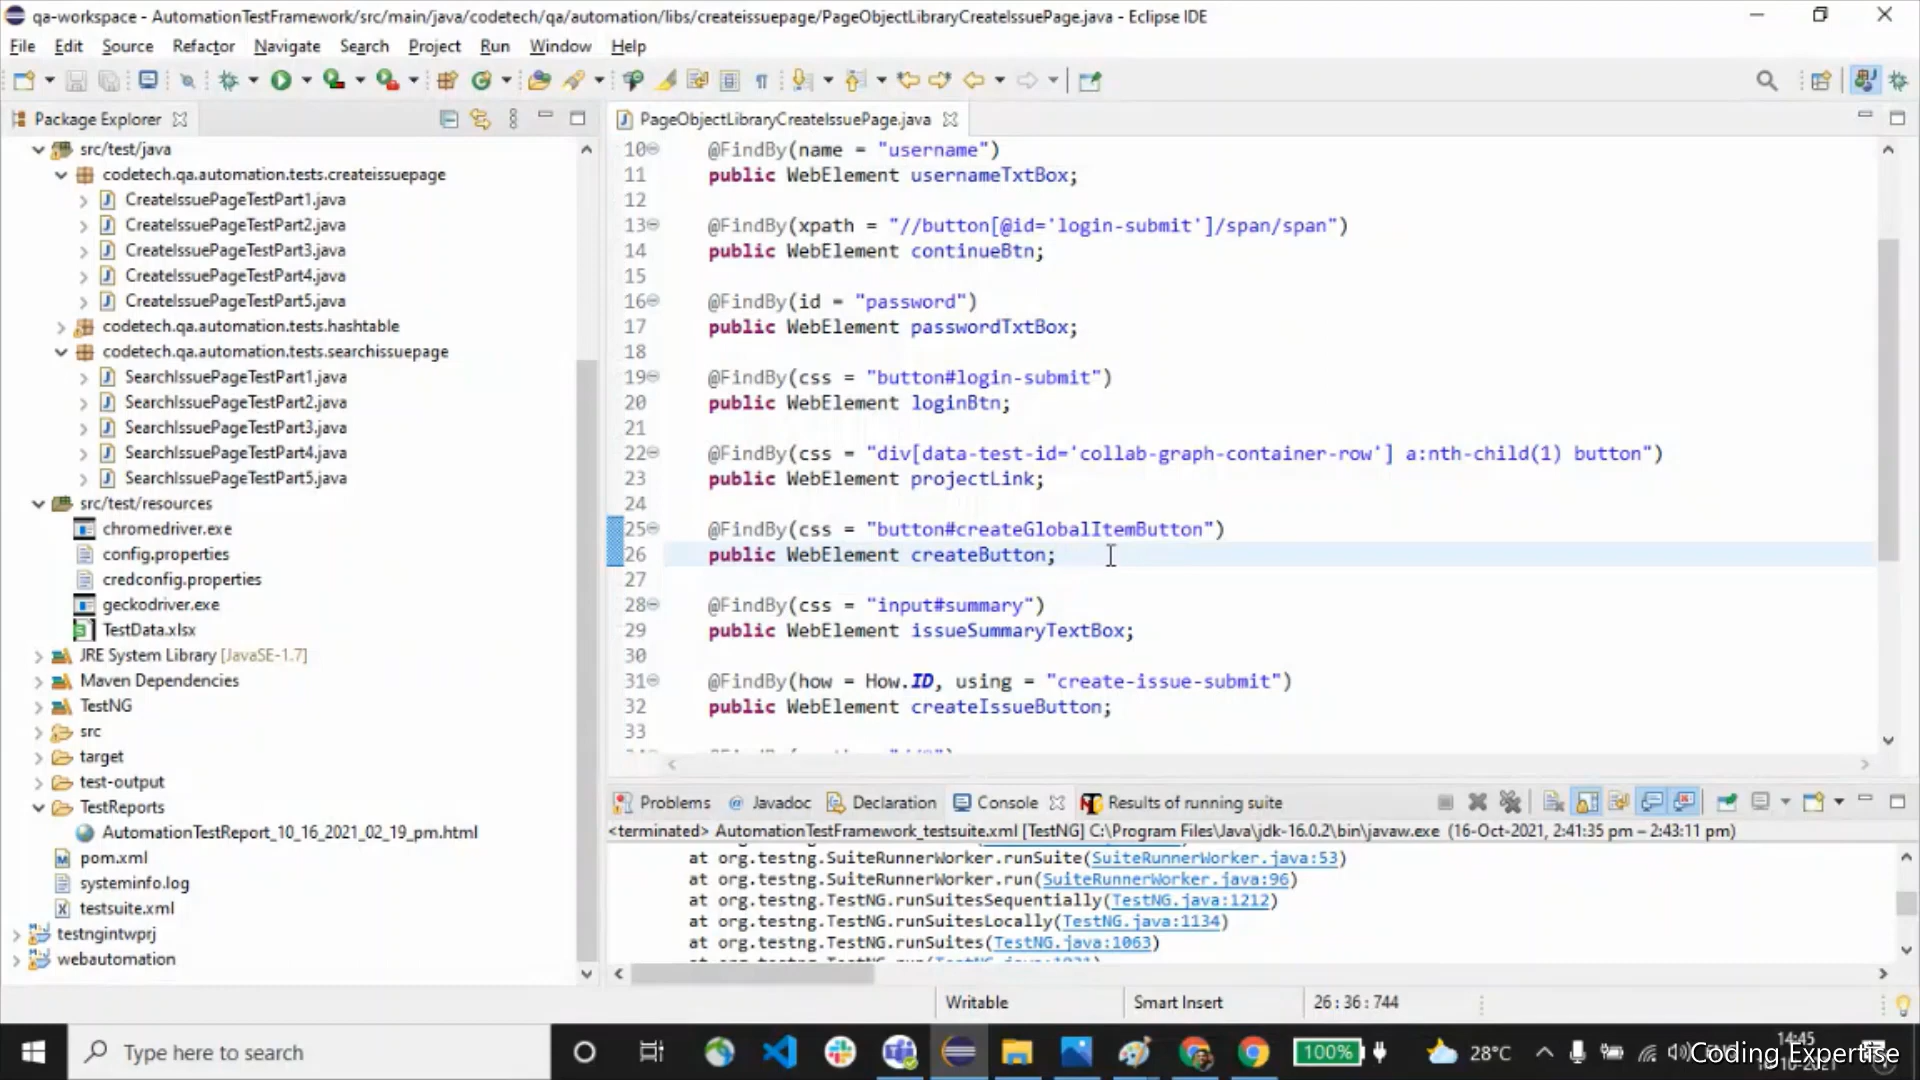 qa-workspace - AutomationTestFramework/src/main/java/codetech/qa/automation/libs/createissuepage/PageObjectLibraryCreateIssuePage.java - Eclipse IDE
File Edit Source Refactor Navigate Search Project Run Window Help
Package Explorer
src/test/java
codetech.qa.automation.tests.createissuepage
CreateIssuePageTestPart1.java
CreateIssuePageTestPart2.java
CreateIssuePageTestPart3.java
CreateIssuePageTestPart4.java
CreateIssuePageTestPart5.java
codetech.qa.automation.tests.hashtable
codetech.qa.automation.tests.searchissuepage
SearchIssuePageTestPart1.java
SearchIssuePageTestPart2.java
SearchIssuePageTestPart3.java
SearchIssuePageTestPart4.java
SearchIssuePageTestPart5.java
src/test/resources
chromedriver.exe
config.properties
credconfig.properties
geckodriver.exe
TestData.xlsx
JRE System Library [JavaSE-1.7]
Maven Dependencies
TestNG
src
target
test-output
TestReports
AutomationTestReport_10_16_2021_02_19_pm.html
pom.xml
systeminfo.log
testsuite.xml
testngintwprj
webautomation
PageObjectLibraryCreateIssuePage.java
10 @FindBy(name = "username")
11 public WebElement usernameTxtBox;
12
13 @FindBy(xpath = "//button[@id='login-submit']/span/span")
14 public WebElement continueBtn;
15
16 @FindBy(id = "password")
17 public WebElement passwordTxtBox;
18
19 @FindBy(css = "button#login-submit")
20 public WebElement loginBtn;
21
22 @FindBy(css = "div[data-test-id='collab-graph-container-row'] a:nth-child(1) button")
23 public WebElement projectLink;
24
25 @FindBy(css = "button#createGlobalItemButton")
26 public WebElement createButton;
27
28 @FindBy(css = "input#summary")
29 public WebElement issueSummaryTextBox;
30
31 @FindBy(how = How.ID, using = "create-issue-submit")
32 public WebElement createIssueButton;
33
Problems Javadoc Declaration Console Results of running suite
<terminated> AutomationTestFramework_testsuite.xml [TestNG] C:\Program Files\Java\jdk-16.0.2\bin\javaw.exe (16-Oct-2021, 2:41:35 pm – 2:43:11 pm)
at org.testng.SuiteRunnerWorker.runSuite(SuiteRunnerWorker.java:53)
at org.testng.SuiteRunnerWorker.run(SuiteRunnerWorker.java:96)
at org.testng.TestNG.runSuitesSequentially(TestNG.java:1212)
at org.testng.TestNG.runSuitesLocally(TestNG.java:1134)
at org.testng.TestNG.runSuites(TestNG.java:1063)
Writable Smart Insert 26 : 36 : 744
Type here to search
100% 28°C 14:45
Coding Expertise